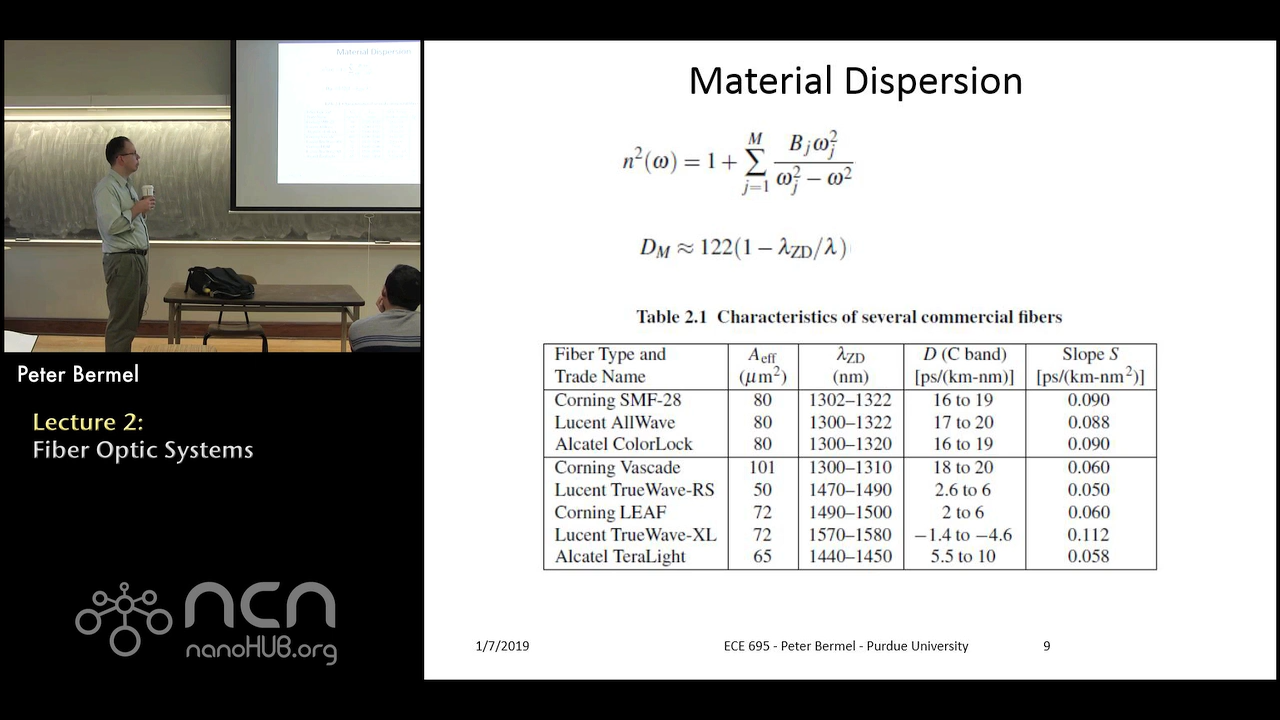 Material Dispersion
Peter Bermel
Lecture 2:
Fiber Optic Systems
ncn
nanoHUB.org
Material Dispersion
n²(ω) = 1 + ∑_{j=1}^{M} B_jω_j² / (ω_j² − ω²)
D_M ≈ 122(1 − λ_ZD/λ)
Table 2.1 Characteristics of several commercial fibers
Fiber Type and Trade Name | A_eff (μm²) | λ_ZD (nm) | D (C band) [ps/(km-nm)] | Slope S [ps/(km-nm²)]
Corning SMF-28 | 80 | 1302–1322 | 16 to 19 | 0.090
Lucent AllWave | 80 | 1300–1322 | 17 to 20 | 0.088
Alcatel ColorLock | 80 | 1300–1320 | 16 to 19 | 0.090
Corning Vascade | 101 | 1300–1310 | 18 to 20 | 0.060
Lucent TrueWave-RS | 50 | 1470–1490 | 2.6 to 6 | 0.050
Corning LEAF | 72 | 1490–1500 | 2 to 6 | 0.060
Lucent TrueWave-XL | 72 | 1570–1580 | −1.4 to −4.6 | 0.112
Alcatel TeraLight | 65 | 1440–1450 | 5.5 to 10 | 0.058
1/7/2019
ECE 695 - Peter Bermel - Purdue University
9